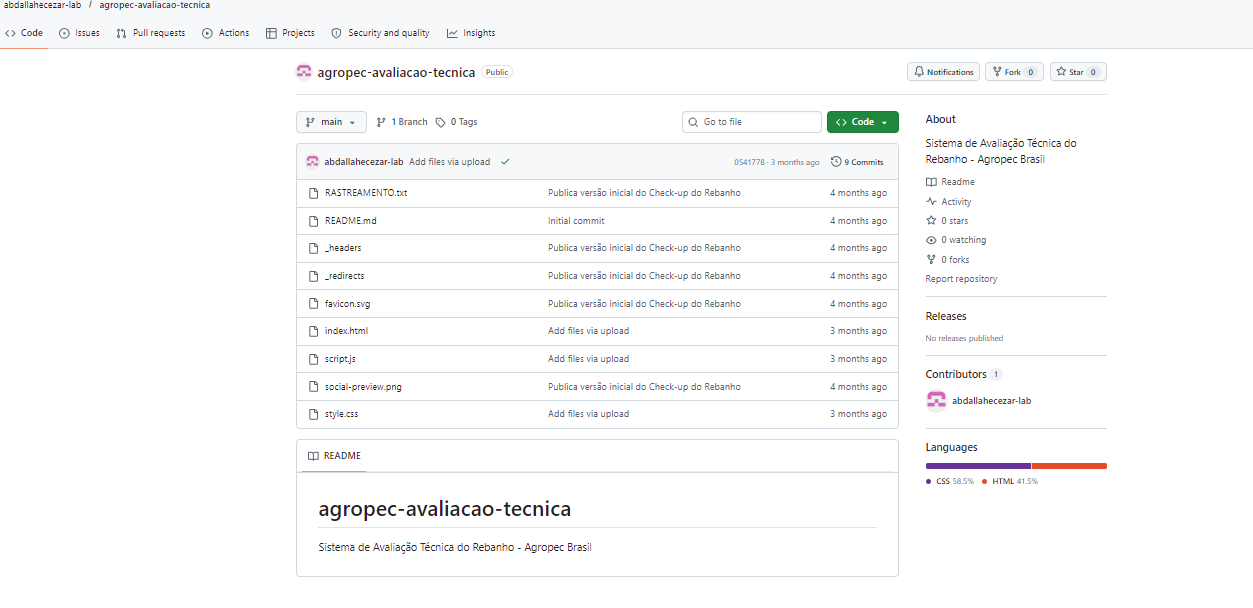 abdallahecezar-lab / agropec-avaliacao-tecnica
Code Issues Pull requests Actions Projects Security and quality Insights
agropec-avaliacao-tecnica Public
Notifications Fork 0 Star 0
main 1 Branch 0 Tags Go to file Code
abdallahecezar-lab Add files via upload 0541778 · 3 months ago 9 Commits
RASTREAMENTO.txt Publica versão inicial do Check-up do Rebanho 4 months ago
README.md Initial commit 4 months ago
_headers Publica versão inicial do Check-up do Rebanho 4 months ago
_redirects Publica versão inicial do Check-up do Rebanho 4 months ago
favicon.svg Publica versão inicial do Check-up do Rebanho 4 months ago
index.html Add files via upload 3 months ago
script.js Add files via upload 3 months ago
social-preview.png Publica versão inicial do Check-up do Rebanho 4 months ago
style.css Add files via upload 3 months ago
README
agropec-avaliacao-tecnica
Sistema de Avaliação Técnica do Rebanho - Agropec Brasil
About
Sistema de Avaliação Técnica do
Rebanho - Agropec Brasil
Readme
Activity
0 stars
0 watching
0 forks
Report repository
Releases
No releases published
Contributors 1
abdallahecezar-lab
Languages
CSS 58.5% HTML 41.5%